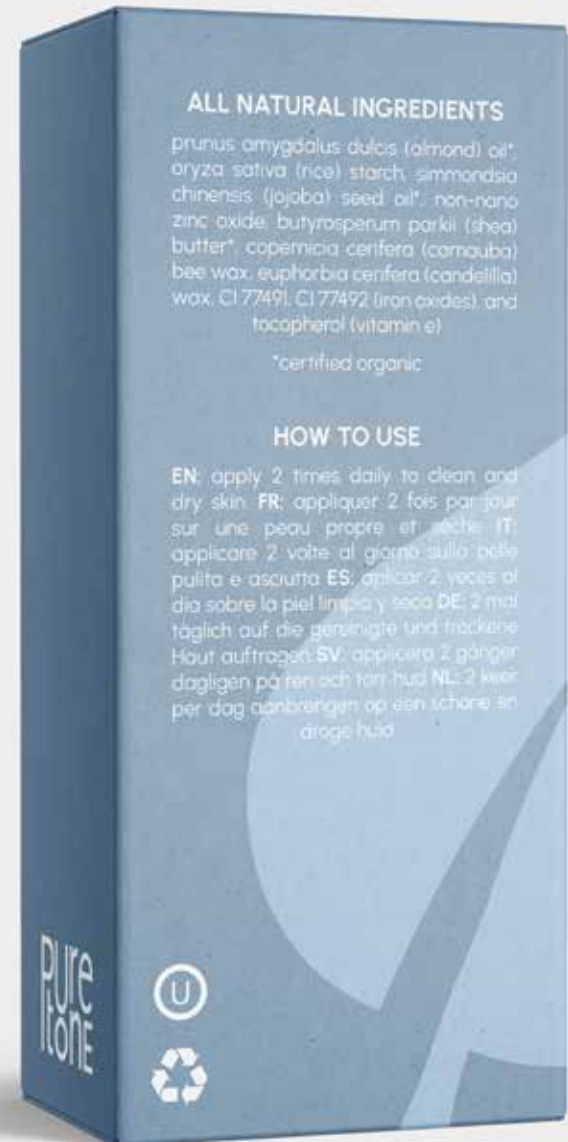 ALL NATURAL INGREDIENTS
prunus amygdalus dulcis (almond) oil*,
oryza sativa (rice) starch, simmondsia
chinensis (jojoba) seed oil*, non-nano
zinc oxide, butyrosperum parkii (shea)
butter*, copernicia cerifera (carnauba)
bee wax, euphorbia cerifera (candelilla)
wax, CI 77491, CI 77492 (iron oxides), and
tocopherol (vitamin e)
*certified organic
HOW TO USE
EN: apply 2 times daily to clean and
dry skin FR: appliquer 2 fois par jour
sur une peau propre et sèche IT:
applicare 2 volte al giorno sulla pelle
pulita e asciutta ES: aplicar 2 veces al
dia sobre la piel limpia y seca DE: 2 mal
täglich auf die gereinigte und trockene
Haut auftragen SV: applicera 2 gånger
dagligen på ren och torr hud NL: 2 keer
per dag aanbrengen op een schone en
droge huid
U
pure
tonE